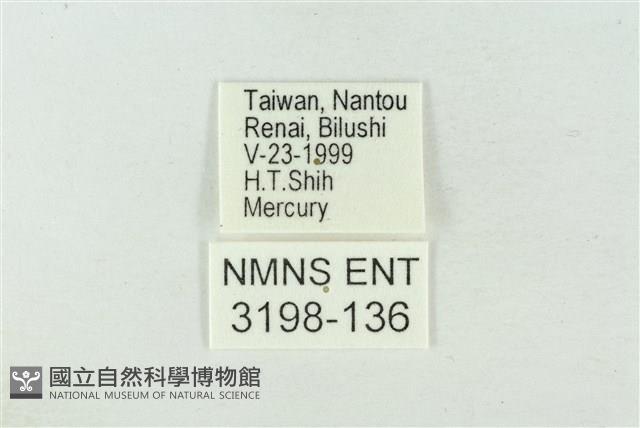 Taiwan, Nantou
Renai, Bilushi
V-23-1999
H.T.Shih
Mercury
NMNS ENT
3198-136
國立自然科學博物館
NATIONAL MUSEUM OF NATURAL SCIENCE